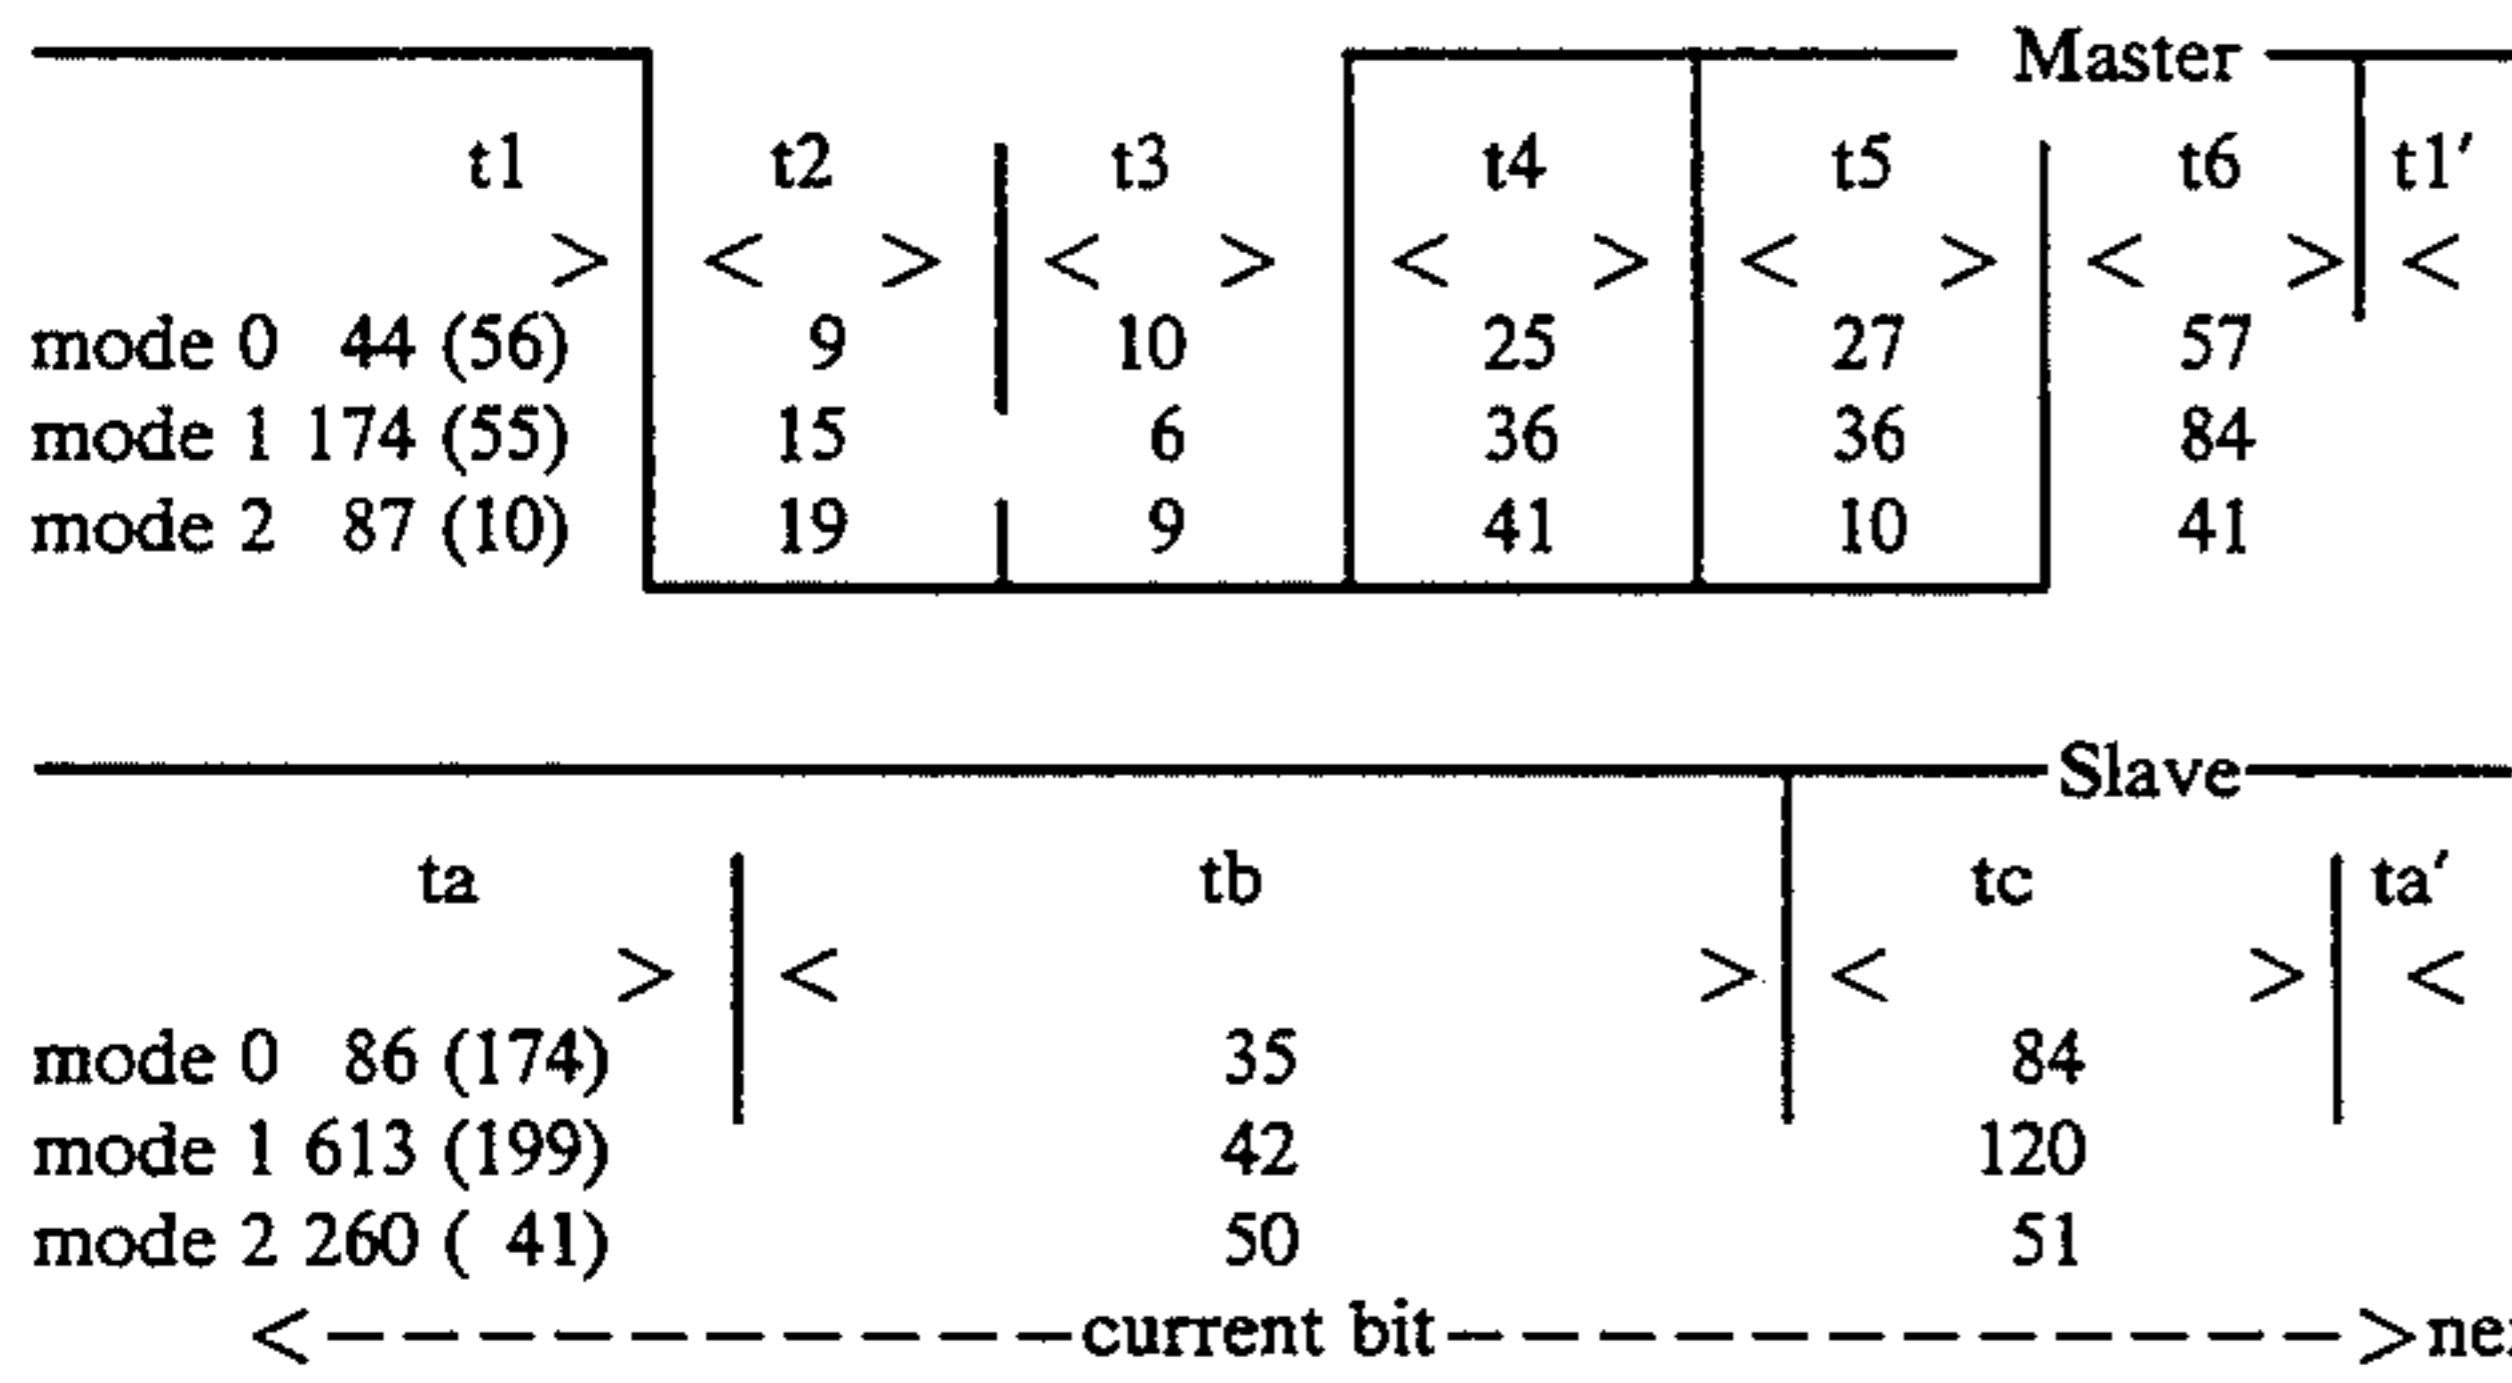 Master
t1 t2 t3 t4 t5 t6 t1′
> < > < > < > < > < > <
mode 0 44 (56) 9 10 25 27 57
mode 1 174 (55) 15 6 36 36 84
mode 2 87 (10) 19 9 41 10 41
Slave
ta tb tc ta′
> < > < > <
mode 0 86 (174) 35 84
mode 1 613 (199) 42 120
mode 2 260 ( 41) 50 51
<-----------current bit------------>